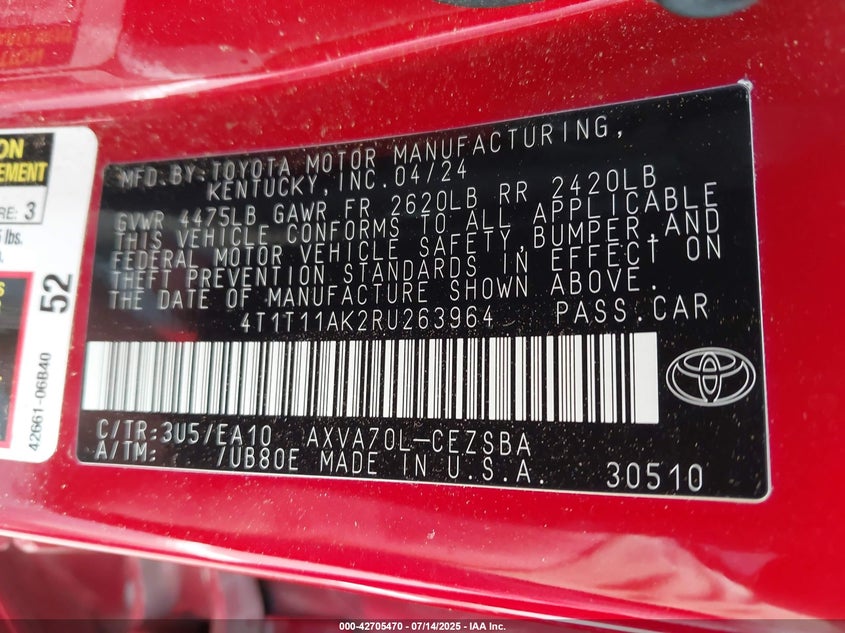 ON
EMENT
RE: 3
5 lbs.
52
42661-06B40
MFD.BY:TOYOTA MOTOR MANUFACTURING,
KENTUCKY,INC.04/24
GVWR 4475LB GAWR FR 2620LB RR 2420LB
THIS VEHICLE CONFORMS TO ALL APPLICABLE
FEDERAL MOTOR VEHICLE SAFETY,BUMPER,AND
THEFT PREVENTION STANDARDS IN EFFECT ON
THE DATE OF MANUFACTURE SHOWN ABOVE.
4T1T11AK2RU263964 PASS.CAR
C/TR:3U5/EA10 AXVA70L-CEZSBA
A/TM: /UB80E MADE IN U.S.A. 30510
000-42705470 - 07/14/2025 - IAA Inc.